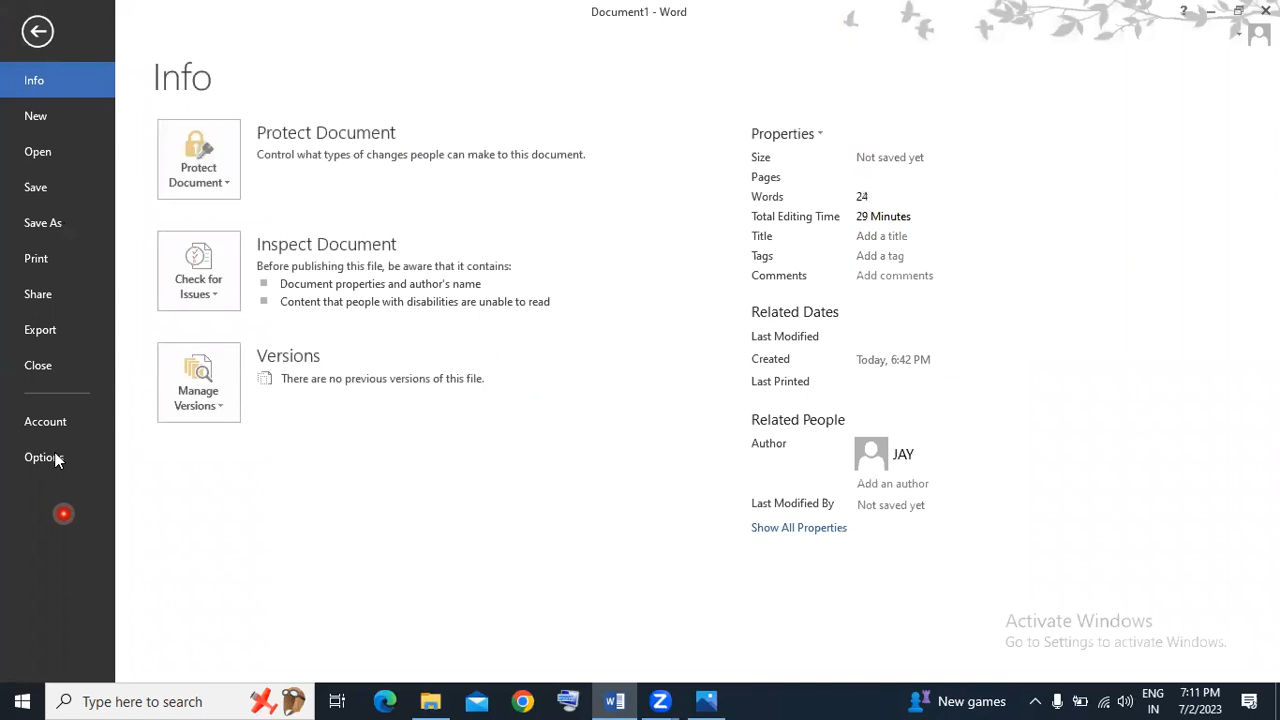 Document1 - Word
?
Info
Info
New
Open
Save
Save As
Print
Share
Export
Close
Account
Options
Protect Document
Protect Document
Control what types of changes people can make to this document.
Check for Issues
Inspect Document
Before publishing this file, be aware that it contains:
Document properties and author's name
Content that people with disabilities are unable to read
Manage Versions
Versions
There are no previous versions of this file.
Properties
Size Not saved yet
Pages
Words 24
Total Editing Time 29 Minutes
Title Add a title
Tags Add a tag
Comments Add comments
Related Dates
Last Modified
Created Today, 6:42 PM
Last Printed
Related People
Author JAY
Add an author
Last Modified By Not saved yet
Show All Properties
Activate Windows
Go to Settings to activate Windows.
Type here to search
New games
ENG
IN
7:11 PM
7/2/2023